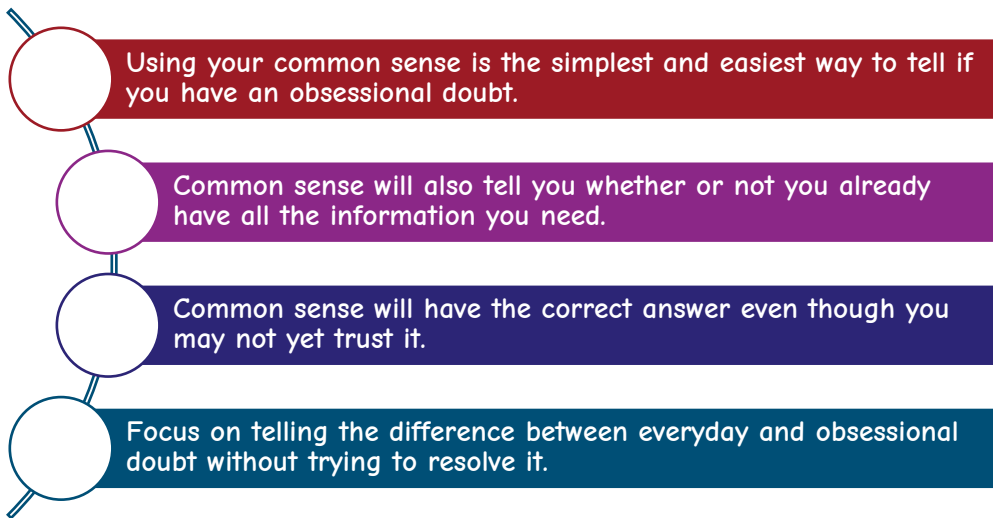 Using your common sense is the simplest and easiest way to tell if
you have an obsessional doubt.
Common sense will also tell you whether or not you already
have all the information you need.
Common sense will have the correct answer even though you
may not yet trust it.
Focus on telling the difference between everyday and obsessional
doubt without trying to resolve it.